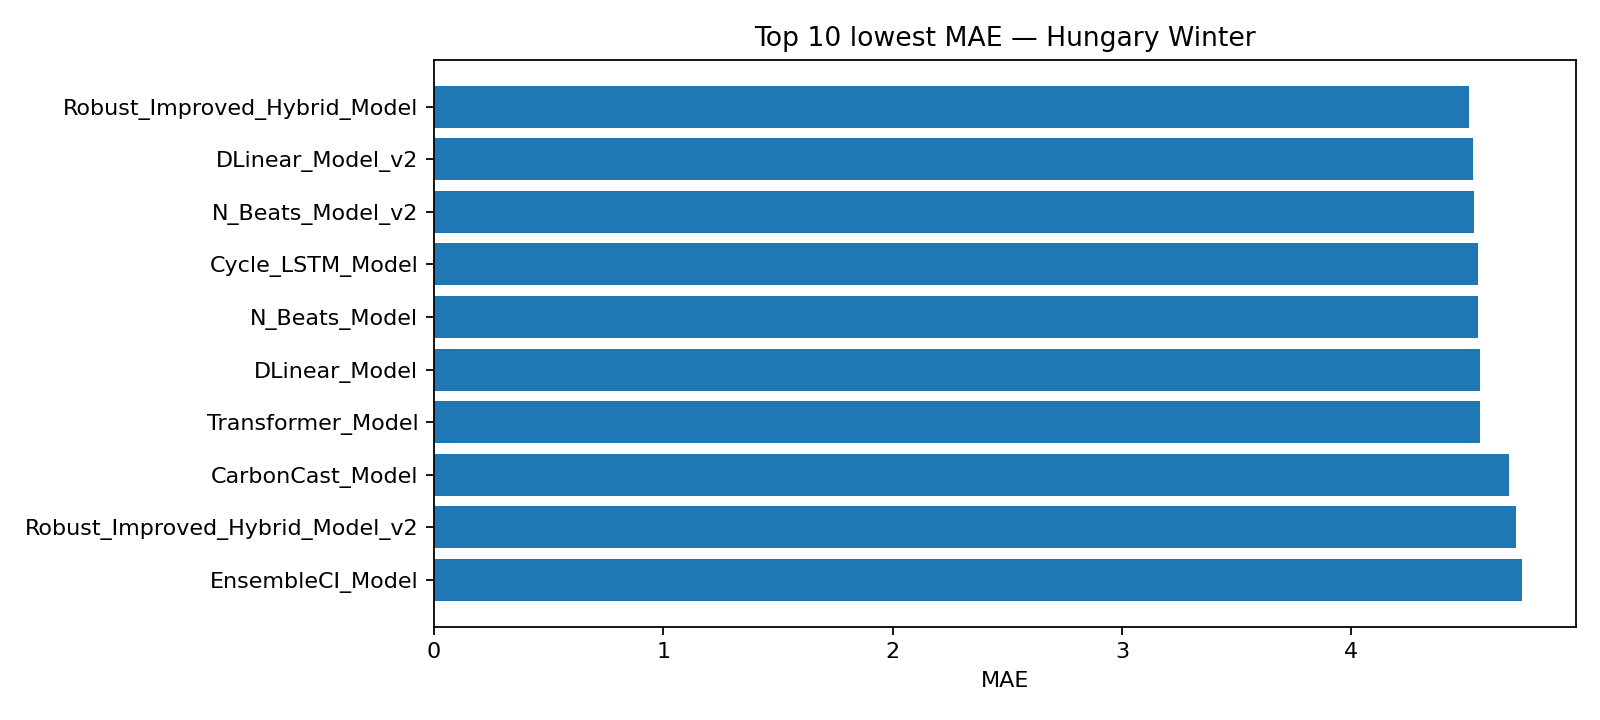 Top 10 lowest MAE — Hungary Winter
Robust_Improved_Hybrid_Model
DLinear_Model_v2
N_Beats_Model_v2
Cycle_LSTM_Model
N_Beats_Model
DLinear_Model
Transformer_Model
CarbonCast_Model
Robust_Improved_Hybrid_Model_v2
EnsembleCI_Model
0 1 2 3 4
MAE